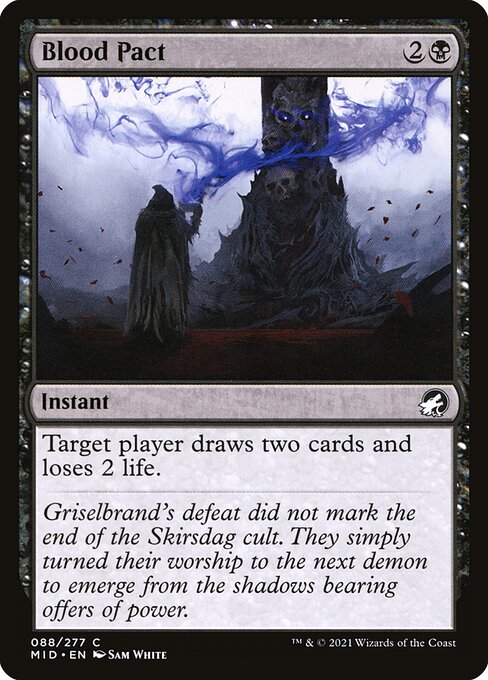 Blood Pact 2
Instant
Target player draws two cards and
loses 2 life.
Griselbrand's defeat did not mark the
end of the Skirsdag cult. They simply
turned their worship to the next demon
to emerge from the shadows bearing
offers of power.
088/277 C
MID • EN Sam White
™ & © 2021 Wizards of the Coast